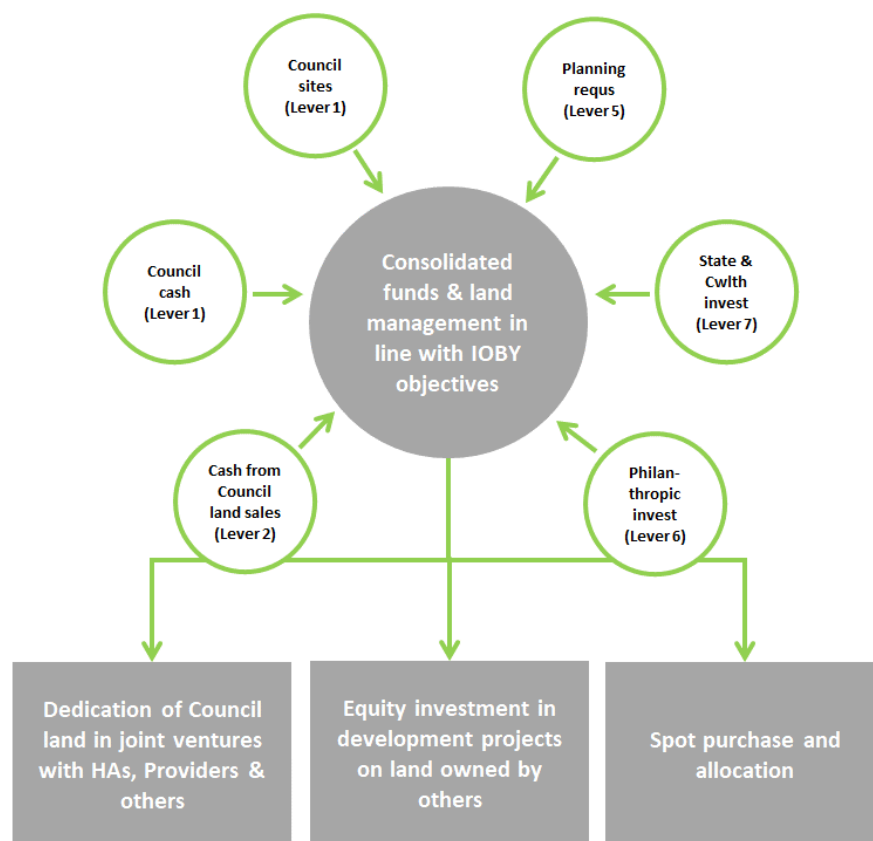 Council
sites
(Lever 1)
Planning
requs
(Lever 5)
Council
cash
(Lever 1)
Consolidated
funds & land
management in
line with IOBY
objectives
State &
Cwlth
invest
(Lever 7)
Cash from
Council
land sales
(Lever 2)
Philan-
thropic
invest
(Lever 6)
Dedication of Council
land in joint ventures
with HAs, Providers &
others
Equity investment in
development projects
on land owned by
others
Spot purchase and
allocation